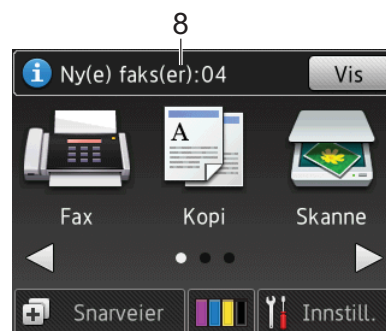 8
Ny(e) faks(er):04
Vis
Fax
Kopi
Skanne
Snarveier
Innstill.